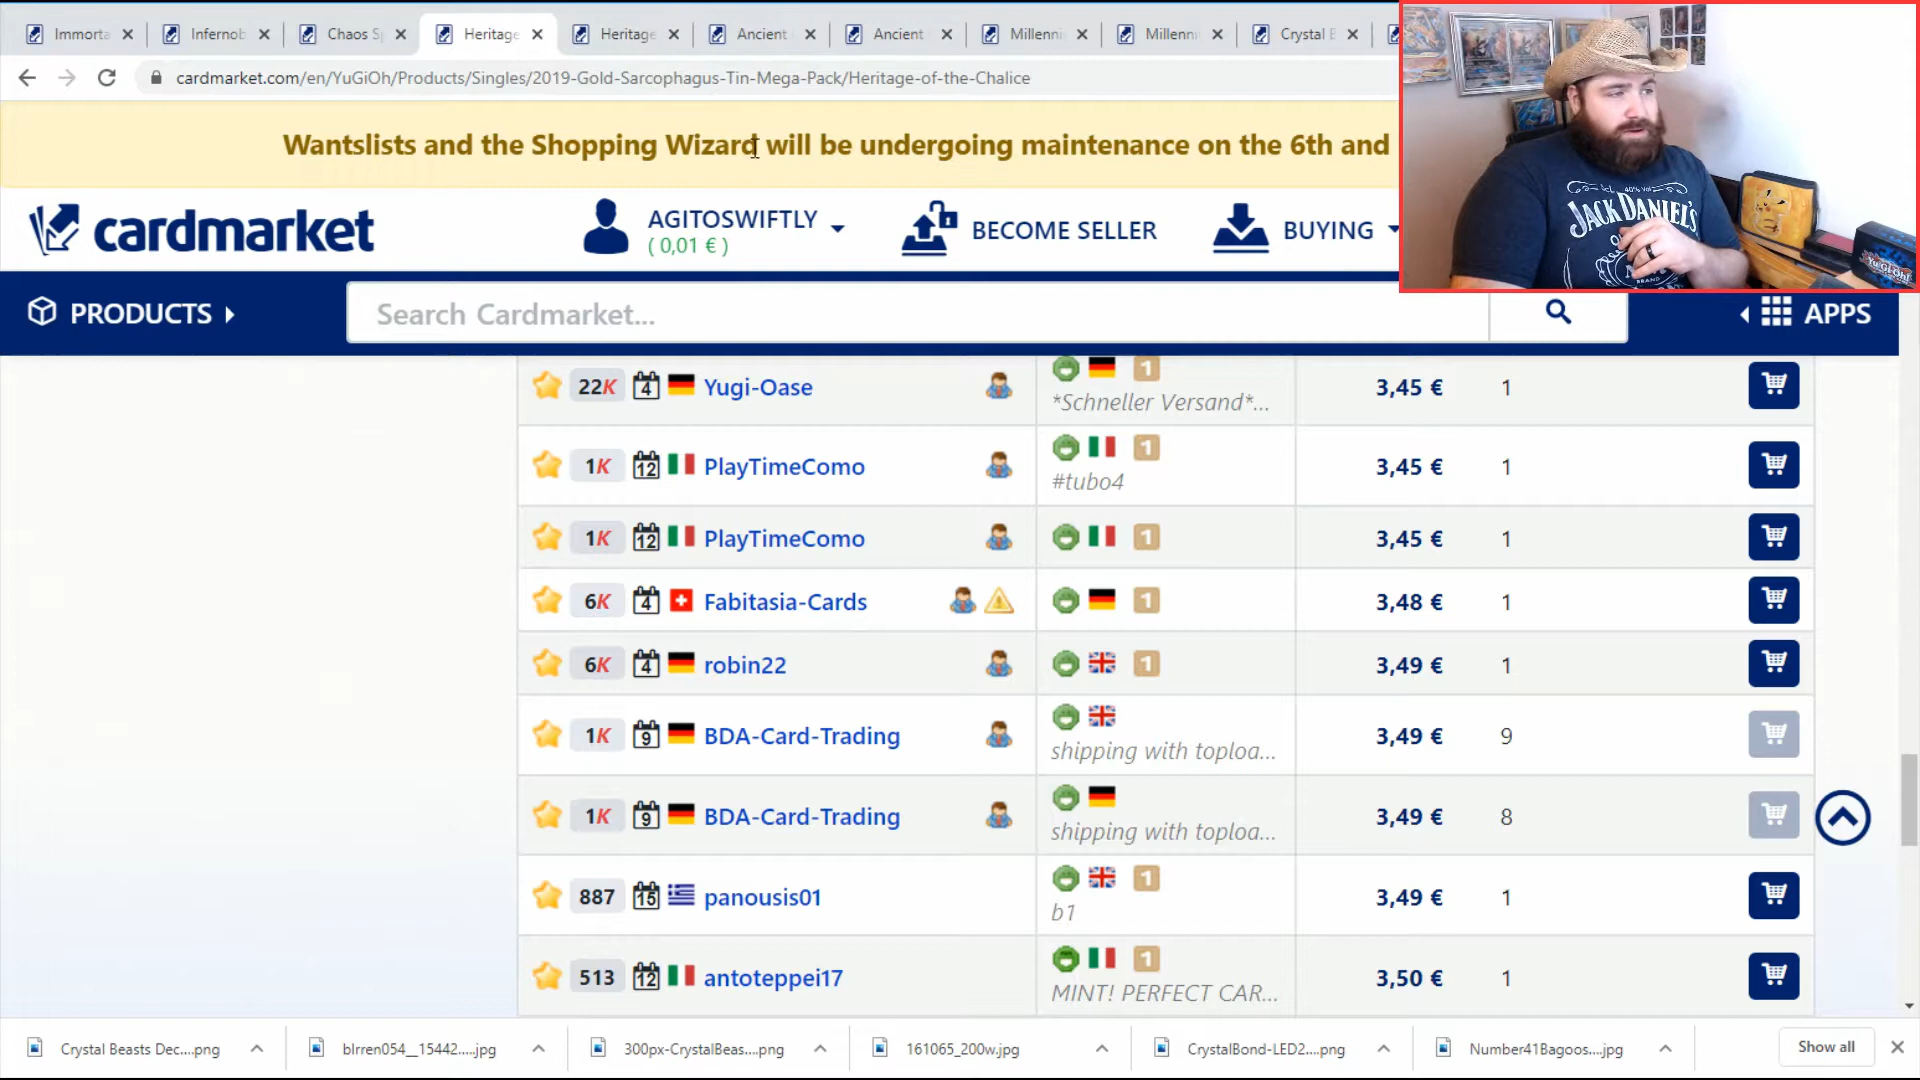 Immorta
Infernob
Chaos Sp
Heritage
Heritage
Ancient
Ancient
Millenni
Millenni
Crystal B
cardmarket.com/en/YuGiOh/Products/Singles/2019-Gold-Sarcophagus-Tin-Mega-Pack/Heritage-of-the-Chalice
Wantslists and the Shopping Wizard will be undergoing maintenance on the 6th and
cardmarket
AGITOSWIFTLY
( 0,01 € )
BECOME SELLER
BUYING
JACK DANIEL'S
BRAND
Yu-Gi-Oh!
PRODUCTS
Search Cardmarket...
APPS
22K 4 Yugi-Oase 1 3,45 € 1
*Schneller Versand*...
1K 12 PlayTimeComo 1 3,45 € 1
#tubo4
1K 12 PlayTimeComo 1 3,45 € 1
6K 4 Fabitasia-Cards 1 3,48 € 1
6K 4 robin22 1 3,49 € 1
1K 9 BDA-Card-Trading 3,49 € 9
shipping with toploa...
1K 9 BDA-Card-Trading 3,49 € 8
shipping with toploa...
887 15 panousis01 1 3,49 € 1
b1
513 12 antoteppei17 1 3,50 € 1
MINT! PERFECT CAR...
Crystal Beasts Dec....png
blrren054__15442.....jpg
300px-CrystalBeas....png
161065_200w.jpg
CrystalBond-LED2....png
Number41Bagoos....jpg
Show all